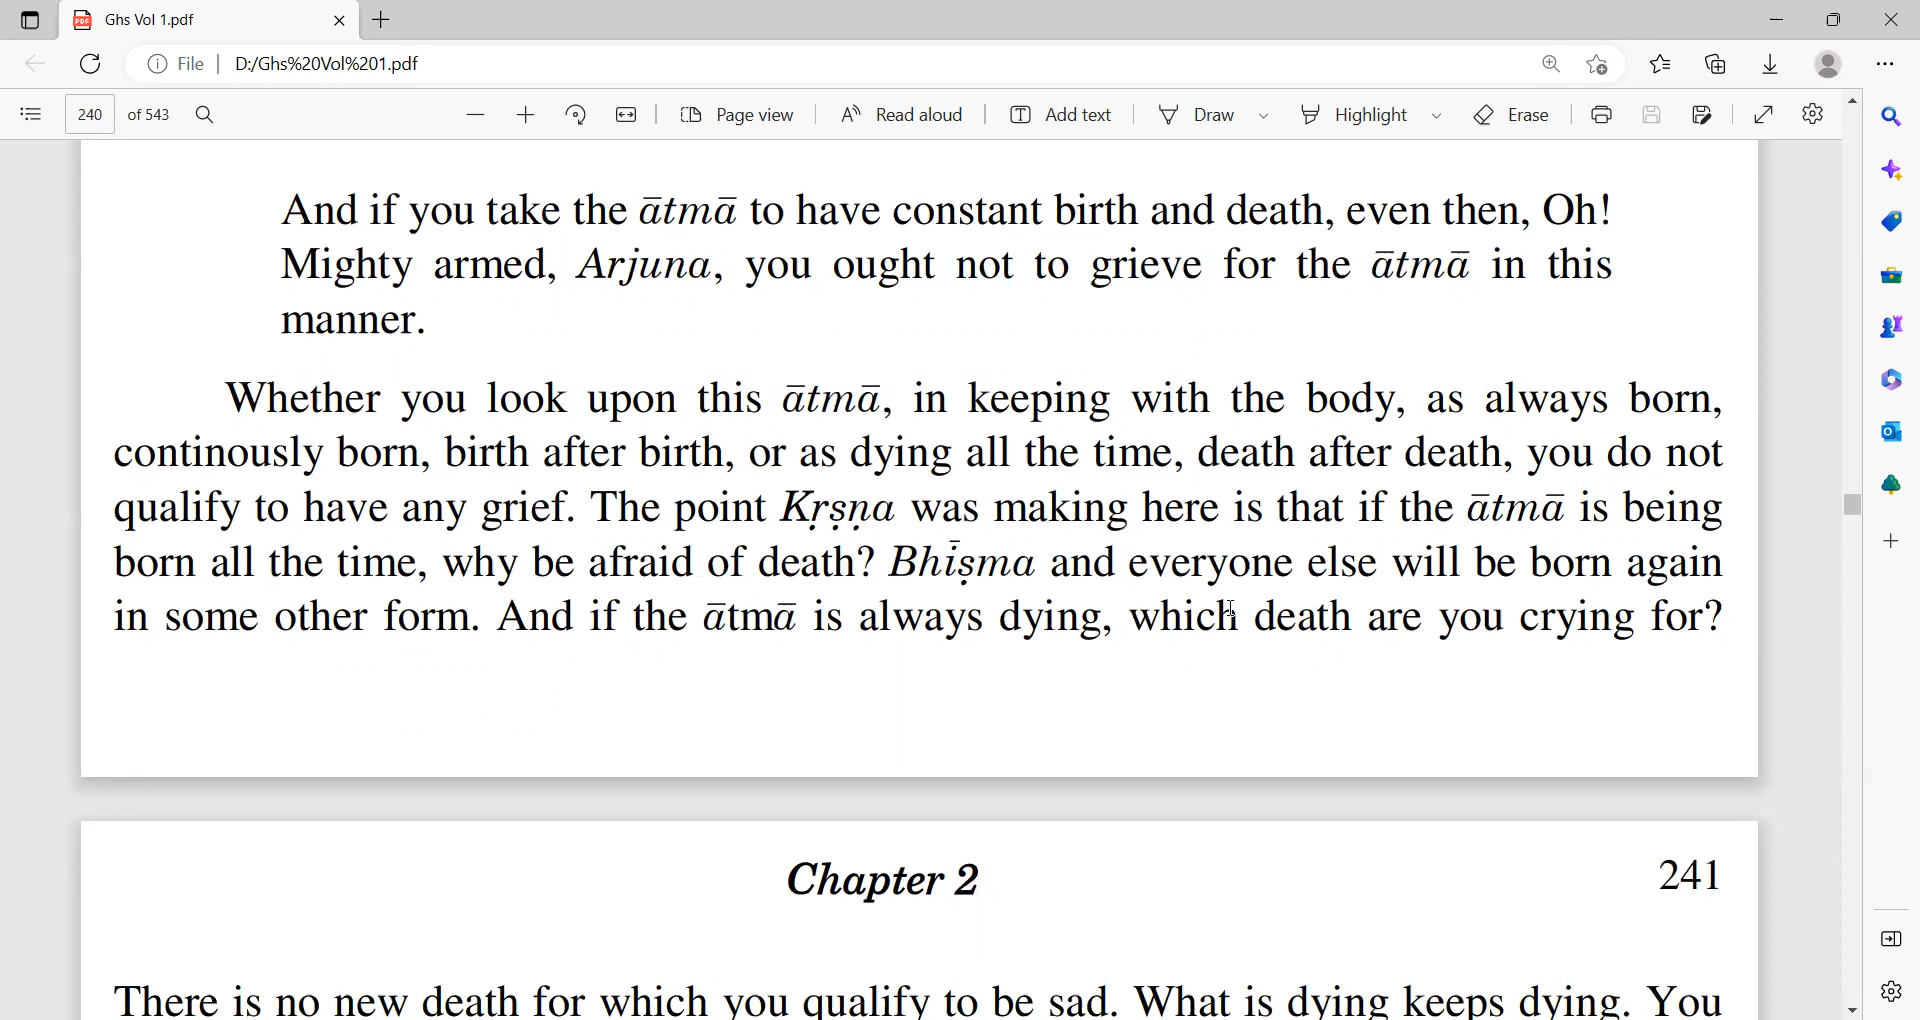 Ghs Vol 1.pdf
File D:/Ghs%20Vol%201.pdf
240 of 543 Page view Read aloud Add text Draw Highlight Erase
And if you take the ātmā to have constant birth and death, even then, Oh!
Mighty armed, Arjuna, you ought not to grieve for the ātmā in this
manner.
Whether you look upon this ātmā, in keeping with the body, as always born,
continously born, birth after birth, or as dying all the time, death after death, you do not
qualify to have any grief. The point Kṛṣṇa was making here is that if the ātmā is being
born all the time, why be afraid of death? Bhīṣma and everyone else will be born again
in some other form. And if the ātmā is always dying, which death are you crying for?
Chapter 2 241
There is no new death for which you qualify to be sad. What is dying keeps dying. You